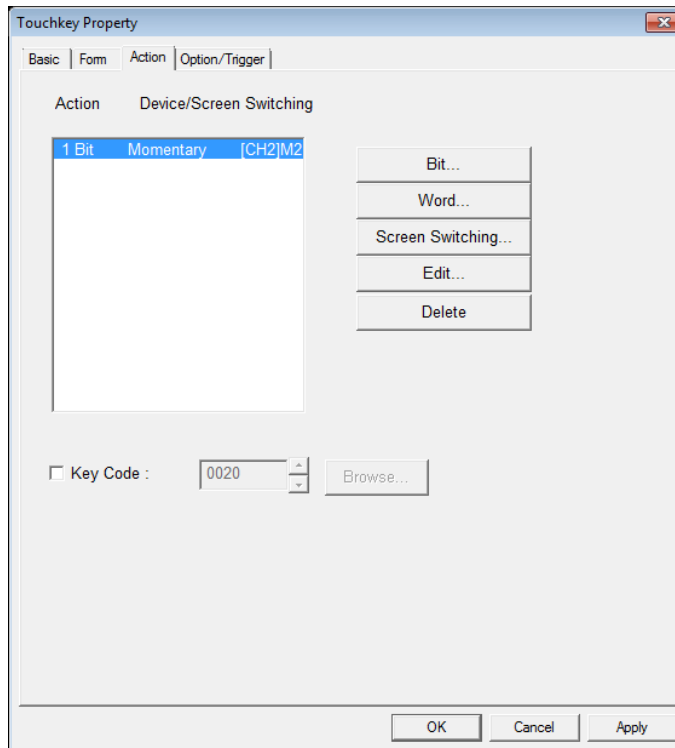 Touchkey Property
Basic Form Action Option/Trigger
Action Device/Screen Switching
1 Bit Momentary [CH2]M2
Bit...
Word...
Screen Switching...
Edit...
Delete
Key Code : 0020 Browse...
OK Cancel Apply